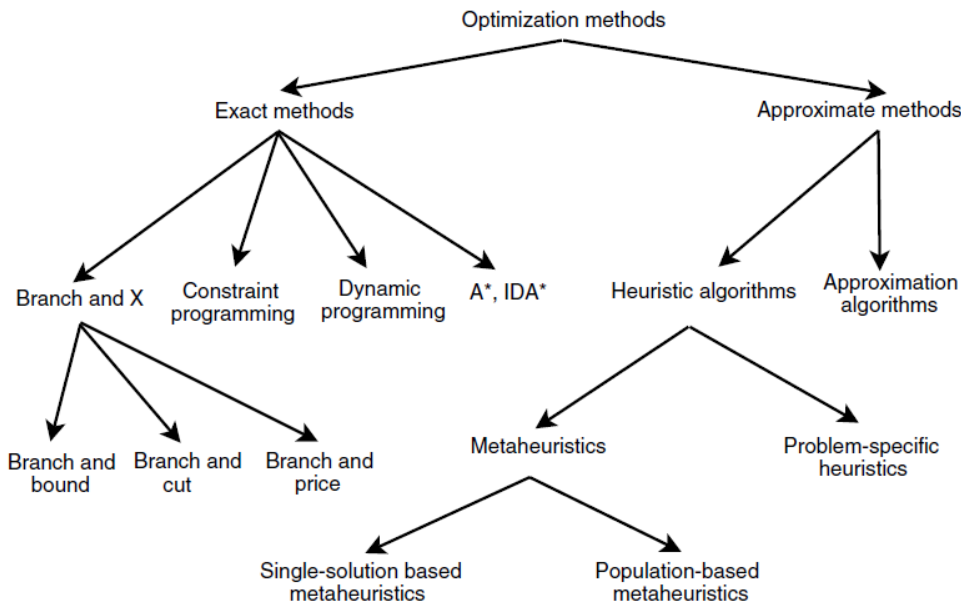 Optimization methods
Exact methods
Approximate methods
Branch and X
Constraint
programming
Dynamic
programming
A*, IDA*
Heuristic algorithms
Approximation
algorithms
Branch and
bound
Branch and
cut
Branch and
price
Metaheuristics
Problem-specific
heuristics
Single-solution based
metaheuristics
Population-based
metaheuristics